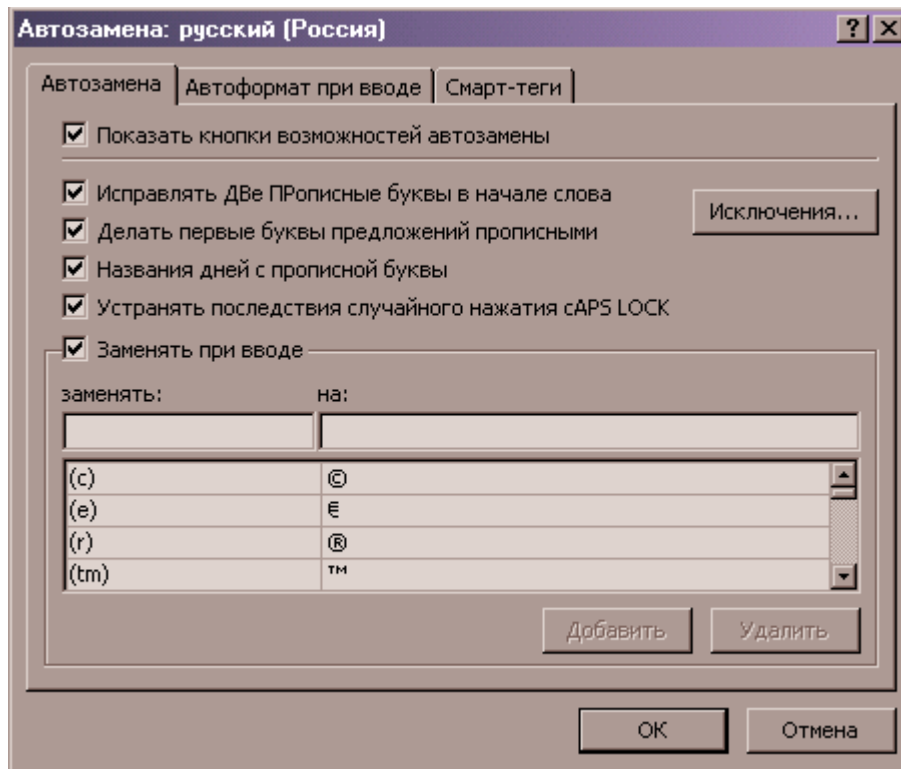 Автозамена: русский (Россия)
Автозамена Автоформат при вводе Смарт-теги
Показать кнопки возможностей автозамены
Исправлять ДВе ПРописные буквы в начале слова
Исключения...
Делать первые буквы предложений прописными
Названия дней с прописной буквы
Устранять последствия случайного нажатия cAPS LOCK
Заменять при вводе
заменять: на:
(c) ©
(e) €
(r) ®
(tm) ™
Добавить Удалить
ОК Отмена